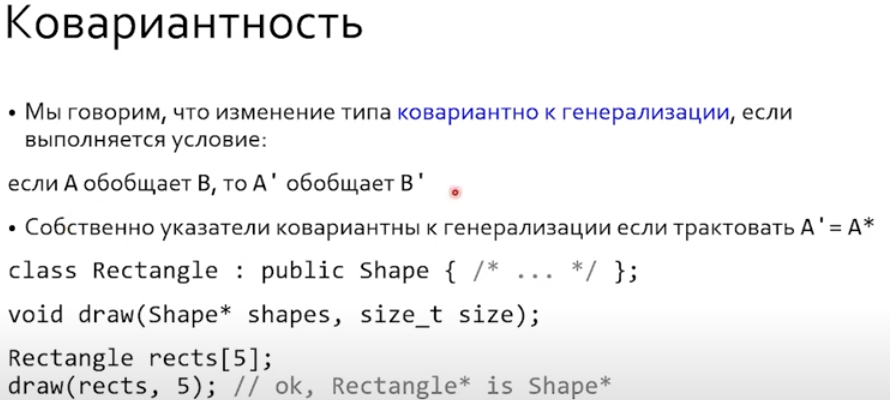 Ковариантность
• Мы говорим, что изменение типа ковариантно к генерализации, если
выполняется условие:
если A обобщает B, то A' обобщает B'
• Собственно указатели ковариантны к генерализации если трактовать A'= A*
class Rectangle : public Shape { /* ... */ };
void draw(Shape* shapes, size_t size);
Rectangle rects[5];
draw(rects, 5); // ok, Rectangle* is Shape*